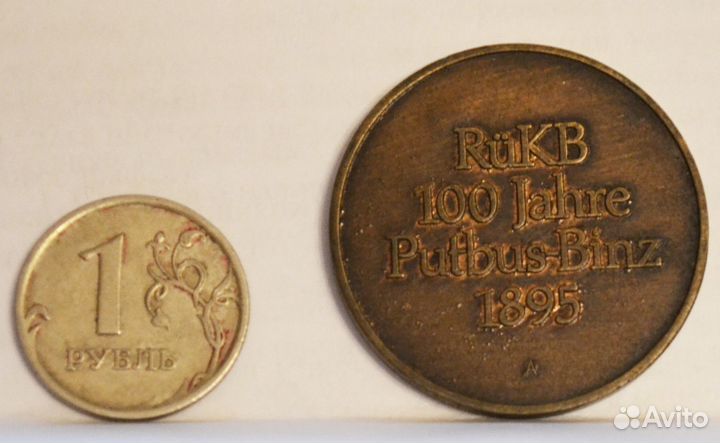 1
РУБЛЬ
RüKB
100 Jahre
Putbus-Binz
1895
A
Avito